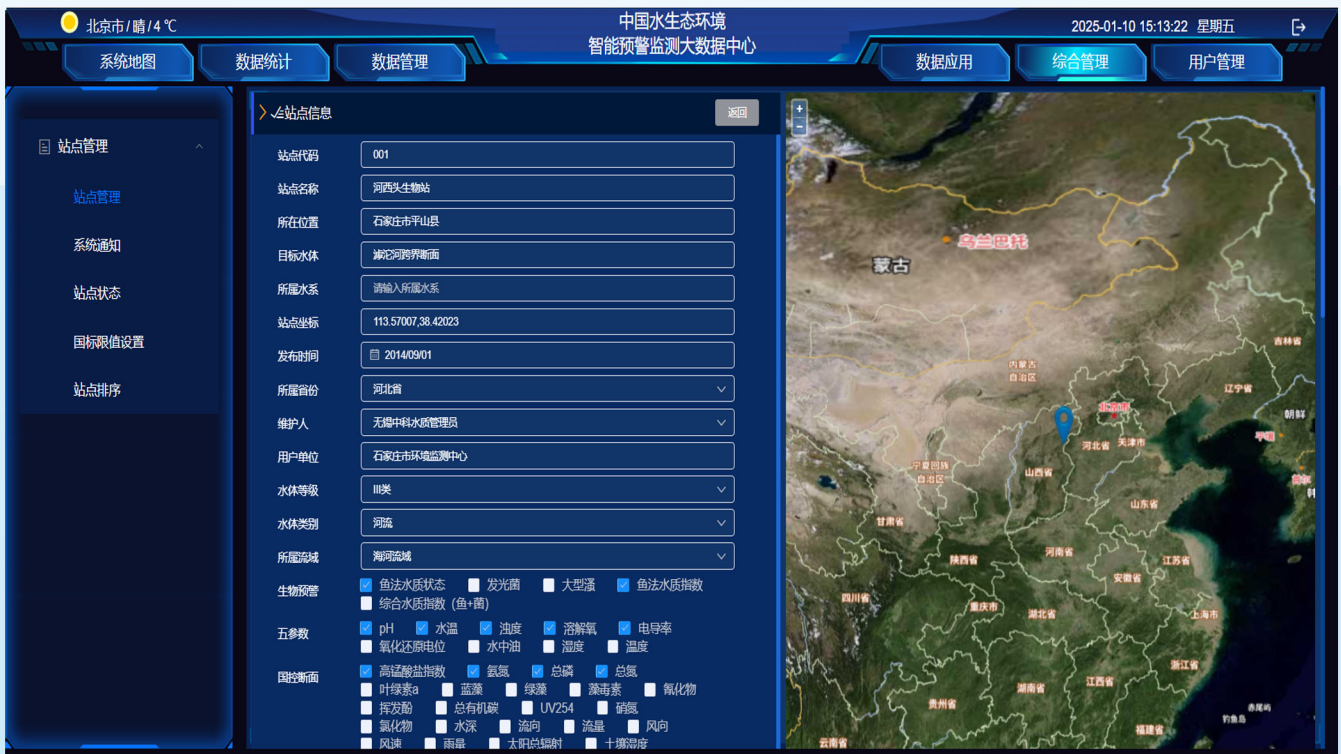 北京市/晴/4 ℃
中国水生态环境
智能预警监测大数据中心
2025-01-10 15:13:22 星期五
系统地图 数据统计 数据管理 数据应用 综合管理 用户管理
站点管理
站点管理
系统通知
站点状态
国标限值设置
站点排序
站点信息 返回
站点代码 001
站点名称 河西头生物站
所在位置 石家庄市平山县
目标水体 滹沱河跨界断面
所属水系 请输入所属水系
站点坐标 113.57007,38.42023
发布时间 2014/09/01
所属省份 河北省
维护人 无锡中科水质管理员
用户单位 石家庄市环境监测中心
水体等级 III类
水体类别 河流
所属流域 海河流域
生物预警 鱼法水质状态 发光菌 大型溞 鱼法水质指数
综合水质指数 (鱼+菌)
五参数 pH 水温 浊度 溶解氧 电导率
氧化还原电位 水中油 湿度 温度
国控断面 高锰酸盐指数 氨氮 总磷 总氮
叶绿素a 蓝藻 绿藻 藻毒素 氰化物
挥发酚 总有机碳 UV254 硝氮
氯化物 水深 流向 流量 风向
风速 雨量 太阳总辐射 土壤湿度
+
-
乌兰巴托
蒙古
吉林省
内蒙古
自治区
辽宁省
北京市
朝鲜
平壤
河北省 天津市
宁夏回族
自治区
山西省
首尔
韩
山东省
甘肃省
陕西省
河南省
江苏省
安徽省
四川省
重庆市
湖北省
上海市
浙江省
江西省
湖南省
贵州省
赤尾屿
钓鱼岛
福建省
云南省